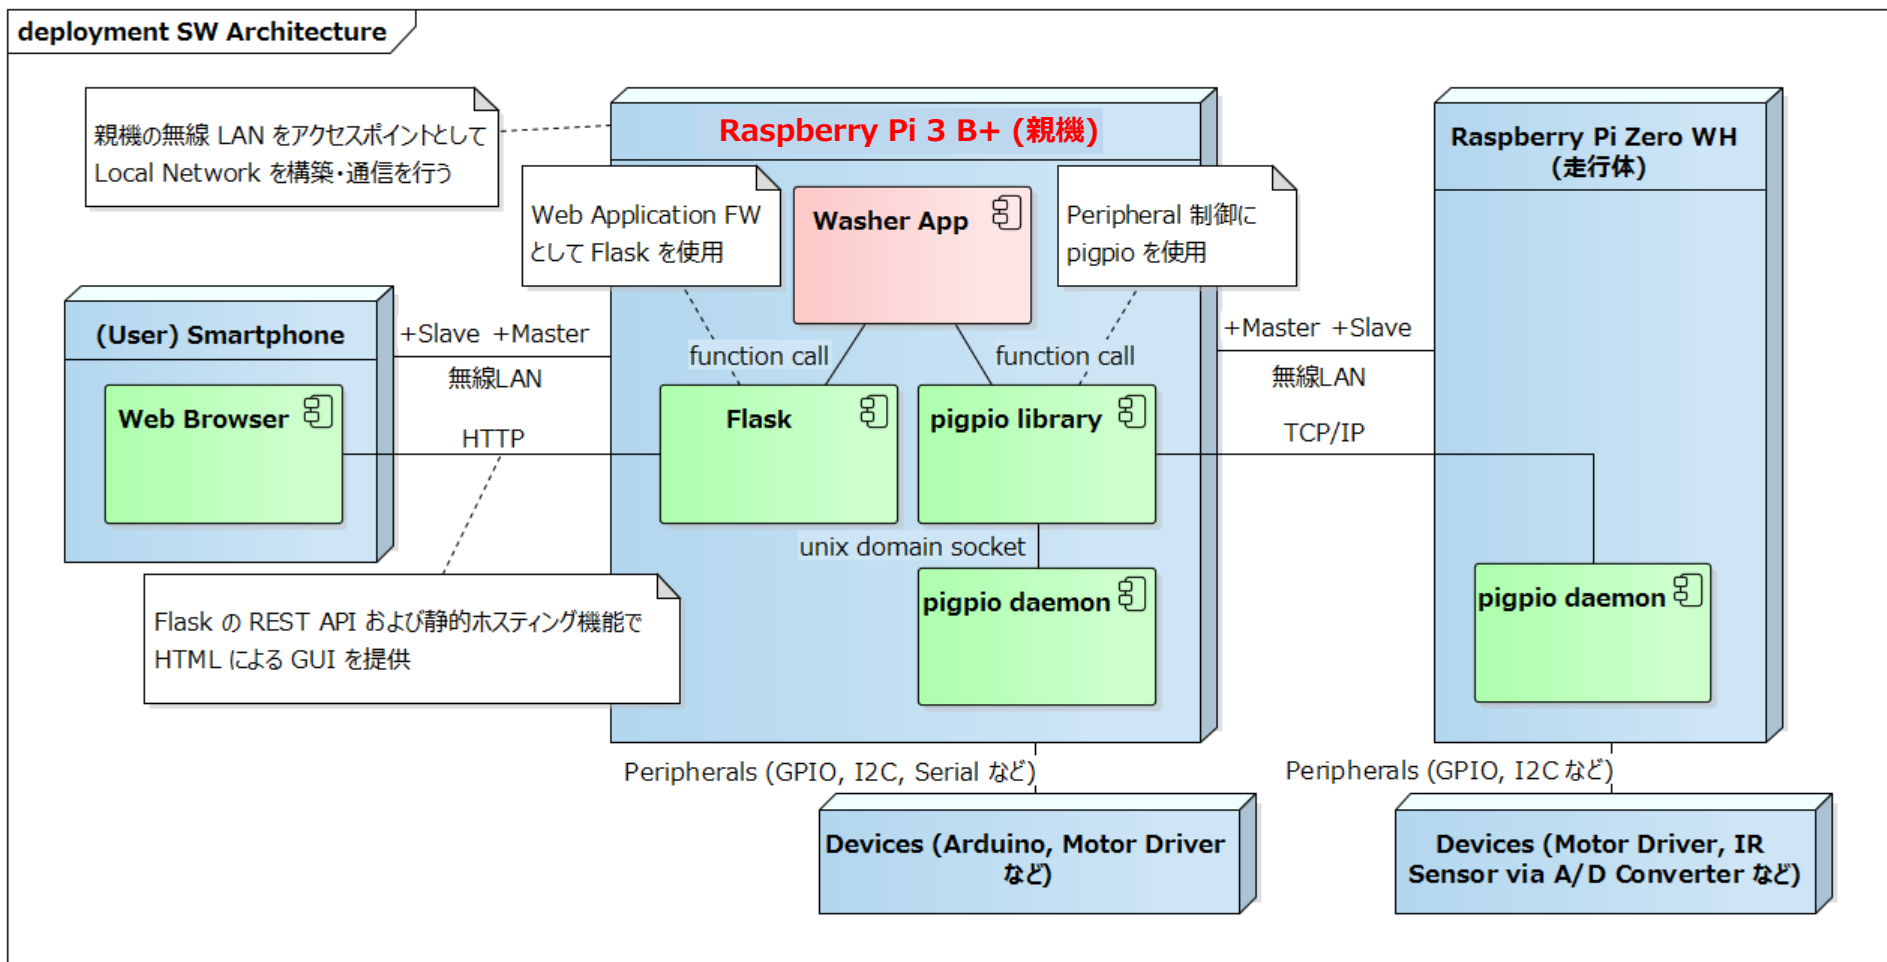 deployment SW Architecture
親機の無線 LAN をアクセスポイントとして
Local Network を構築・通信を行う
Raspberry Pi 3 B+ (親機)
Raspberry Pi Zero WH
(走行体)
Web Application FW
として Flask を使用
Washer App
Peripheral 制御に
pigpio を使用
(User) Smartphone
+Slave +Master
無線LAN
function call
function call
+Master +Slave
無線LAN
Web Browser
HTTP
Flask
pigpio library
TCP/IP
unix domain socket
pigpio daemon
pigpio daemon
Flask の REST API および静的ホスティング機能で
HTML による GUI を提供
Peripherals (GPIO, I2C, Serial など)
Peripherals (GPIO, I2C など)
Devices (Arduino, Motor Driver
など)
Devices (Motor Driver, IR
Sensor via A/D Converter など)